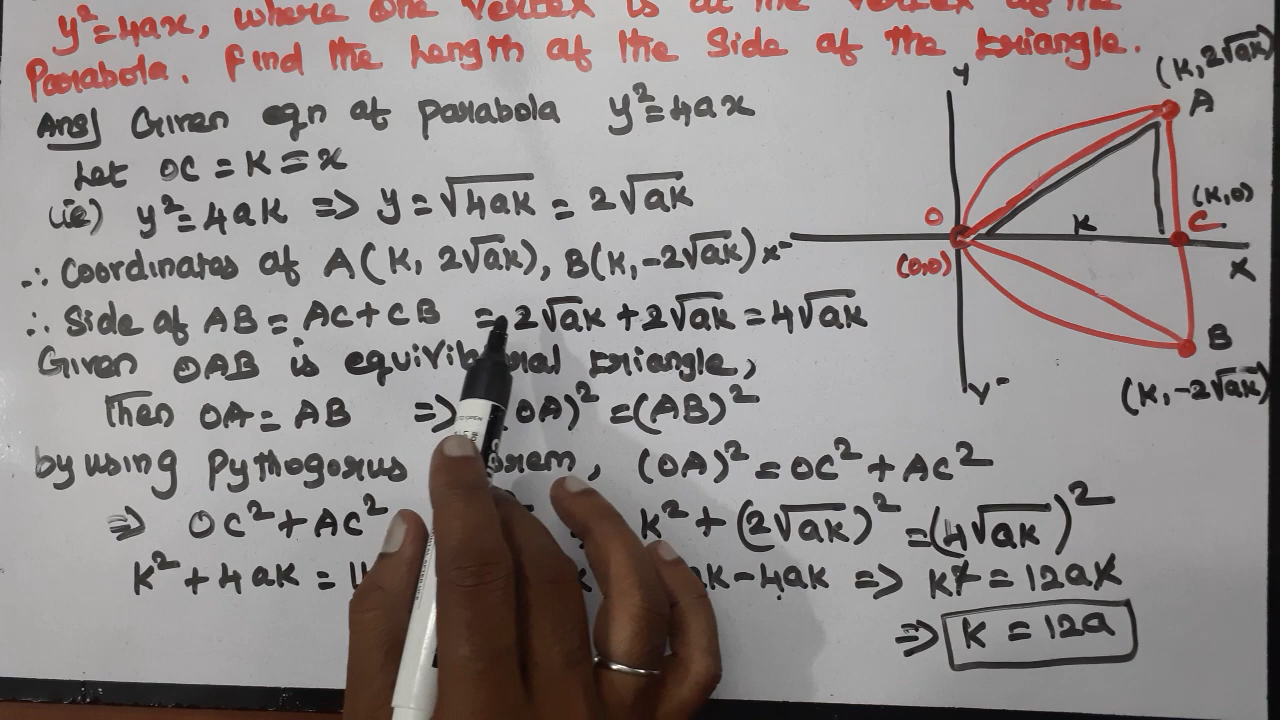 y²=4ax, where one vertex is at the vertex of the
Parabola. Find the Length of the Side of the triangle.
Ans] Given eqn of parabola y²=4ax
Let OC = K = x
(ie) y²=4ak => y = √4ak = 2√ak
∴ Coordinates of A(K, 2√ak), B(K,-2√ak)
∴ Side of AB = AC + CB = 2√ak + 2√ak = 4√ak
Given OAB is triangle,
Then OA = AB => OA)² = (AB)²
by using Pythogorus (OA)² = OC² + AC²
=> OC² + AC² K² + (2√ak)² = (4√ak)²
K² + 4ak = - 4ak => K² = 12ak
=> K = 12a
Y
(K, 2√ak)
A
(K,0)
O
K
C
x-
(0,0)
X
B
Y-
(K, -2√ak)